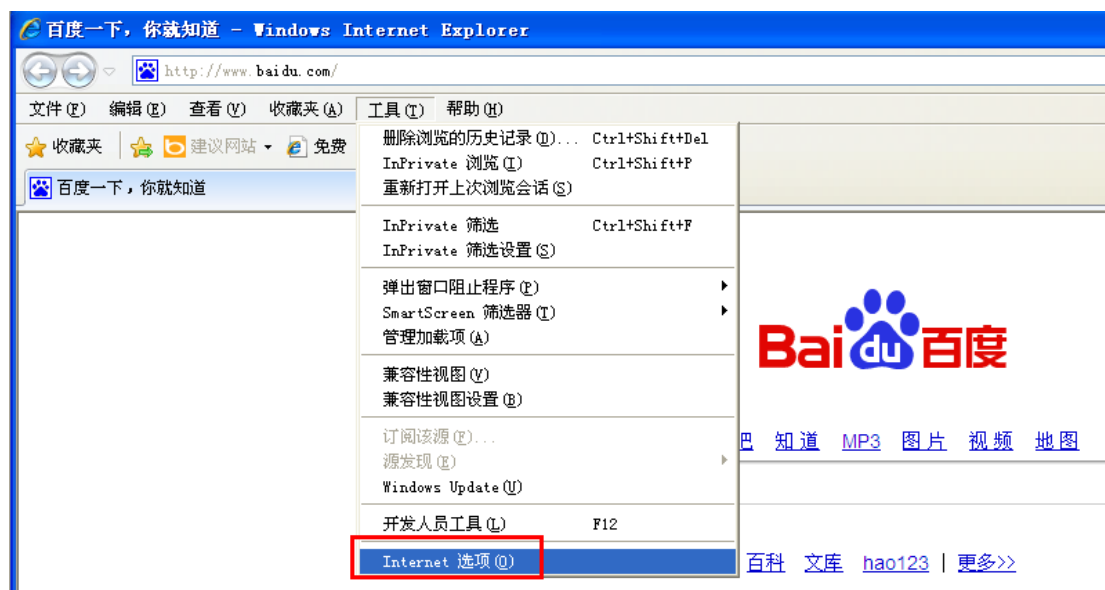 百度一下，你就知道 - Windows Internet Explorer
http://www.baidu.com/
文件(F) 编辑(E) 查看(V) 收藏夹(A) 工具(T) 帮助(H)
收藏夹 建议网站 免费
百度一下，你就知道
删除浏览的历史记录(D)... Ctrl+Shift+Del
InPrivate 浏览(I) Ctrl+Shift+P
重新打开上次浏览会话(S)
InPrivate 筛选 Ctrl+Shift+F
InPrivate 筛选设置(S)
弹出窗口阻止程序(P)
SmartScreen 筛选器(T)
管理加载项(A)
兼容性视图(V)
兼容性视图设置(B)
订阅该源(F)...
源发现(E)
Windows Update(U)
开发人员工具(L) F12
Internet 选项(O)
Bai du 百度
知道 MP3 图片 视频 地图
百科 文库 hao123 | 更多>>